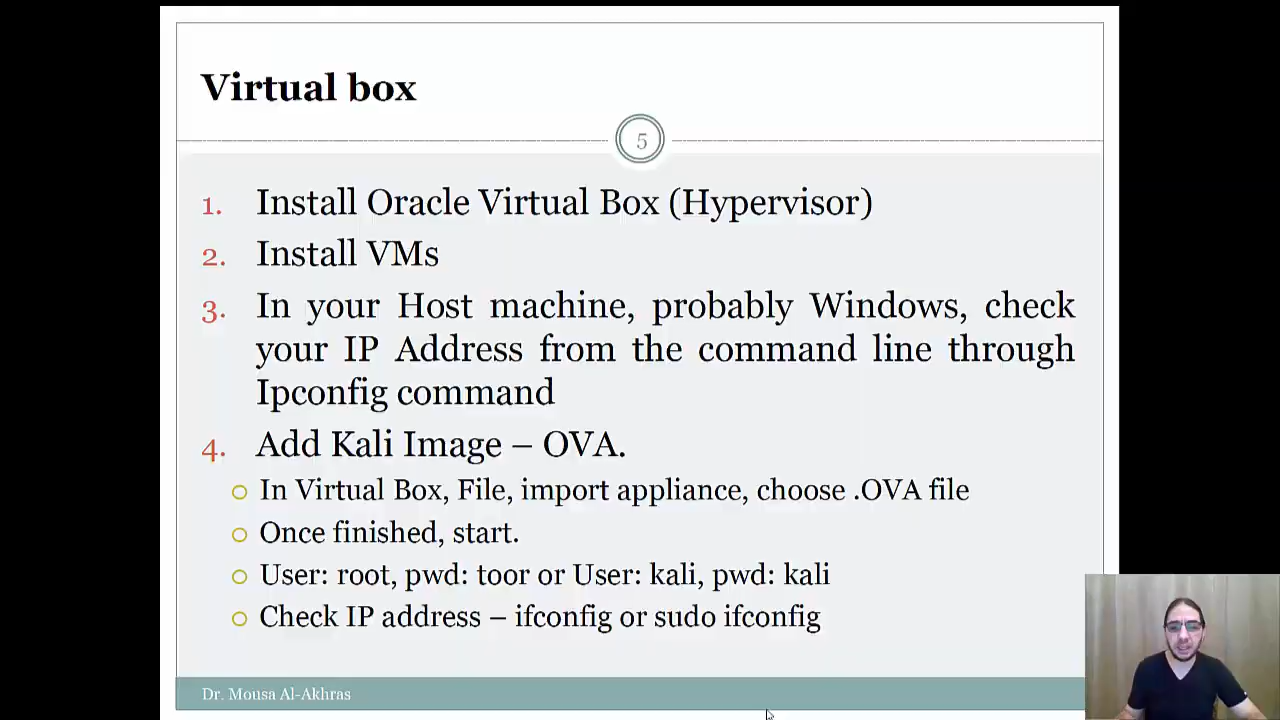 Virtual box
5
1. Install Oracle Virtual Box (Hypervisor)
2. Install VMs
3. In your Host machine, probably Windows, check
your IP Address from the command line through
Ipconfig command
4. Add Kali Image – OVA.
In Virtual Box, File, import appliance, choose .OVA file
Once finished, start.
User: root, pwd: toor or User: kali, pwd: kali
Check IP address – ifconfig or sudo ifconfig
Dr. Mousa Al-Akhras